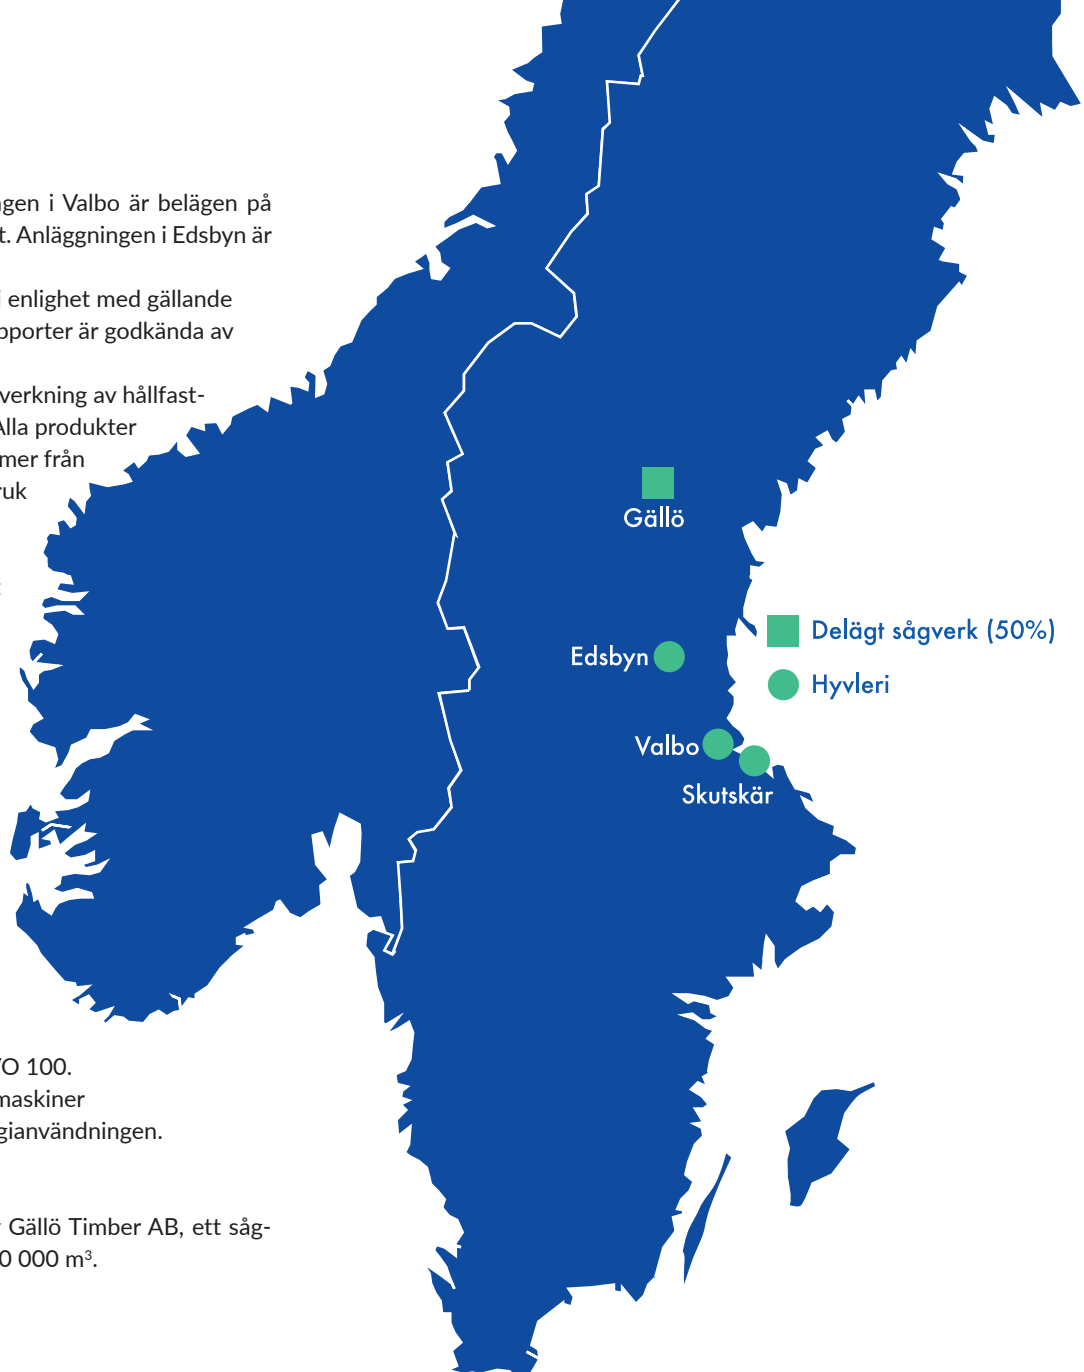 gen i Valbo är belägen på
t. Anläggningen i Edsbyn är
i enlighet med gällande
pporter är godkända av
verkning av hållfast-
Alla produkter
mer från
ruk
Gällö
Delägt sågverk (50%)
Edsbyn
Hyvleri
Valbo
Skutskär
O 100.
maskiner
gianvändningen.
Gällö Timber AB, ett såg-
0 000 m³.